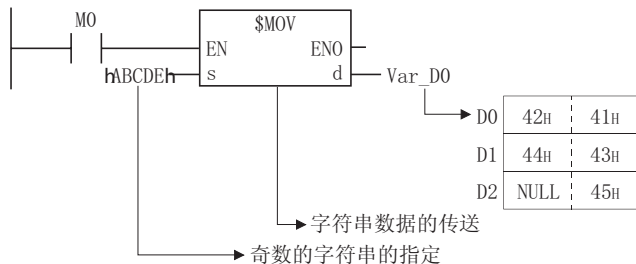 M0
$MOV
EN ENO
hABCDEh s d Var_D0
D0 42H 41H
D1 44H 43H
D2 NULL 45H
字符串数据的传送
奇数的字符串的指定